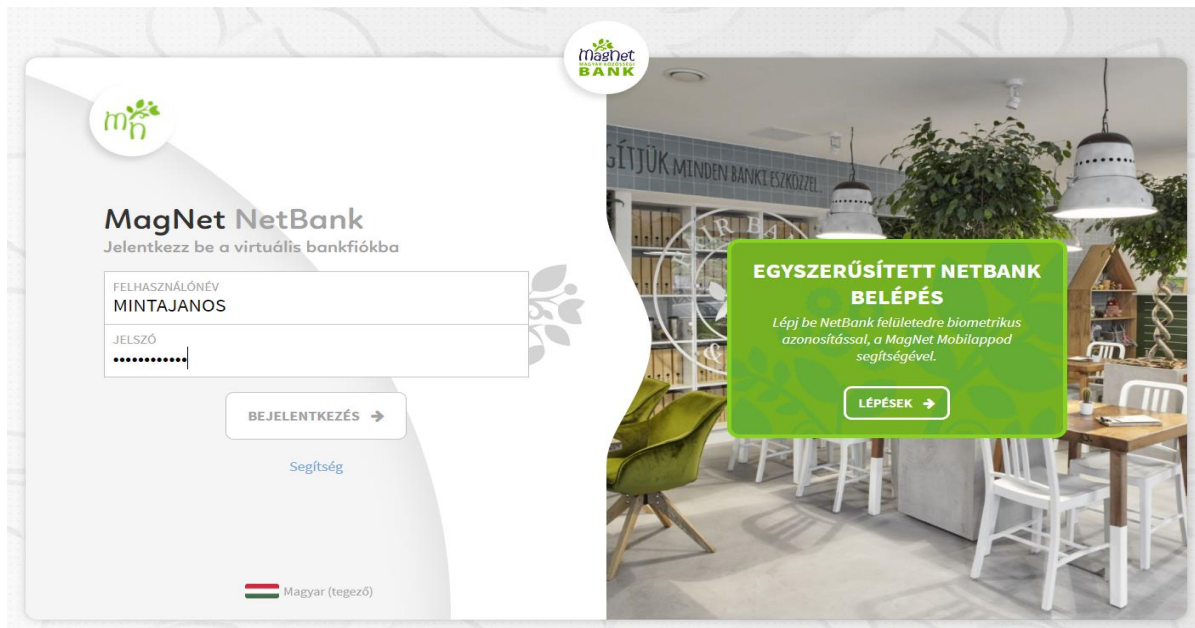 MagNet
MAGYAR KÖZÖSSÉGI
BANK
mn
MagNet NetBank
Jelentkezz be a virtuális bankfiókba
FELHASZNÁLÓNÉV
MINTAJANOS
JELSZÓ
••••••••••••
BEJELENTKEZÉS →
Segítség
Magyar (tegező)
GÍTJÜK MINDEN BANKI ESZKÖZZEL.
EGYSZERŰSÍTETT NETBANK
BELÉPÉS
Lépj be NetBank felületedre biometrikus
azonosítással, a MagNet Mobilappod
segítségével.
LÉPÉSEK →